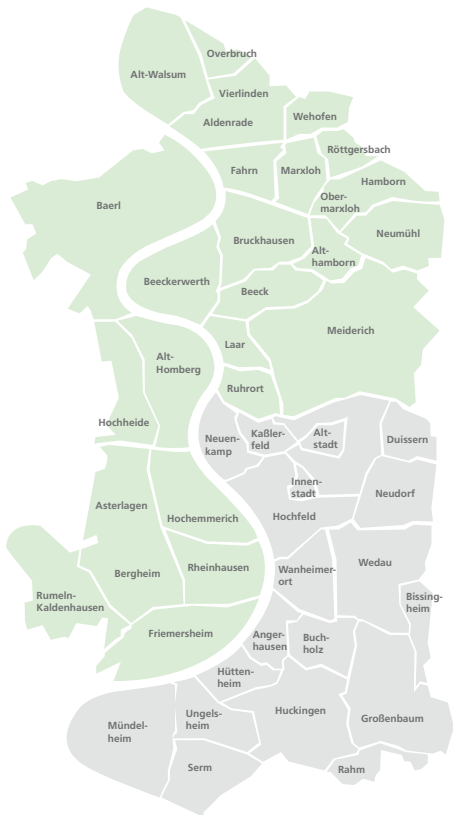 Overbruch
Alt-Walsum
Vierlinden
Wehofen
Aldenrade
Röttgersbach
Fahrn
Marxloh
Hamborn
Ober-
marxloh
Baerl
Neumühl
Bruckhausen
Alt-
hamborn
Beeckerwerth
Beeck
Meiderich
Laar
Alt-
Homberg
Ruhrort
Hochheide
Neuen-
kamp
Kaßler-
feld
Alt-
stadt
Duissern
Innen-
stadt
Neudorf
Asterlagen
Hochemmerich
Hochfeld
Wedau
Rheinhausen
Wanheimer-
ort
Bergheim
Rumeln-
Kaldenhausen
Bissing-
heim
Friemersheim
Anger-
hausen
Buch-
holz
Hütten-
heim
Huckingen
Ungels-
heim
Großenbaum
Mündel-
heim
Serm
Rahm